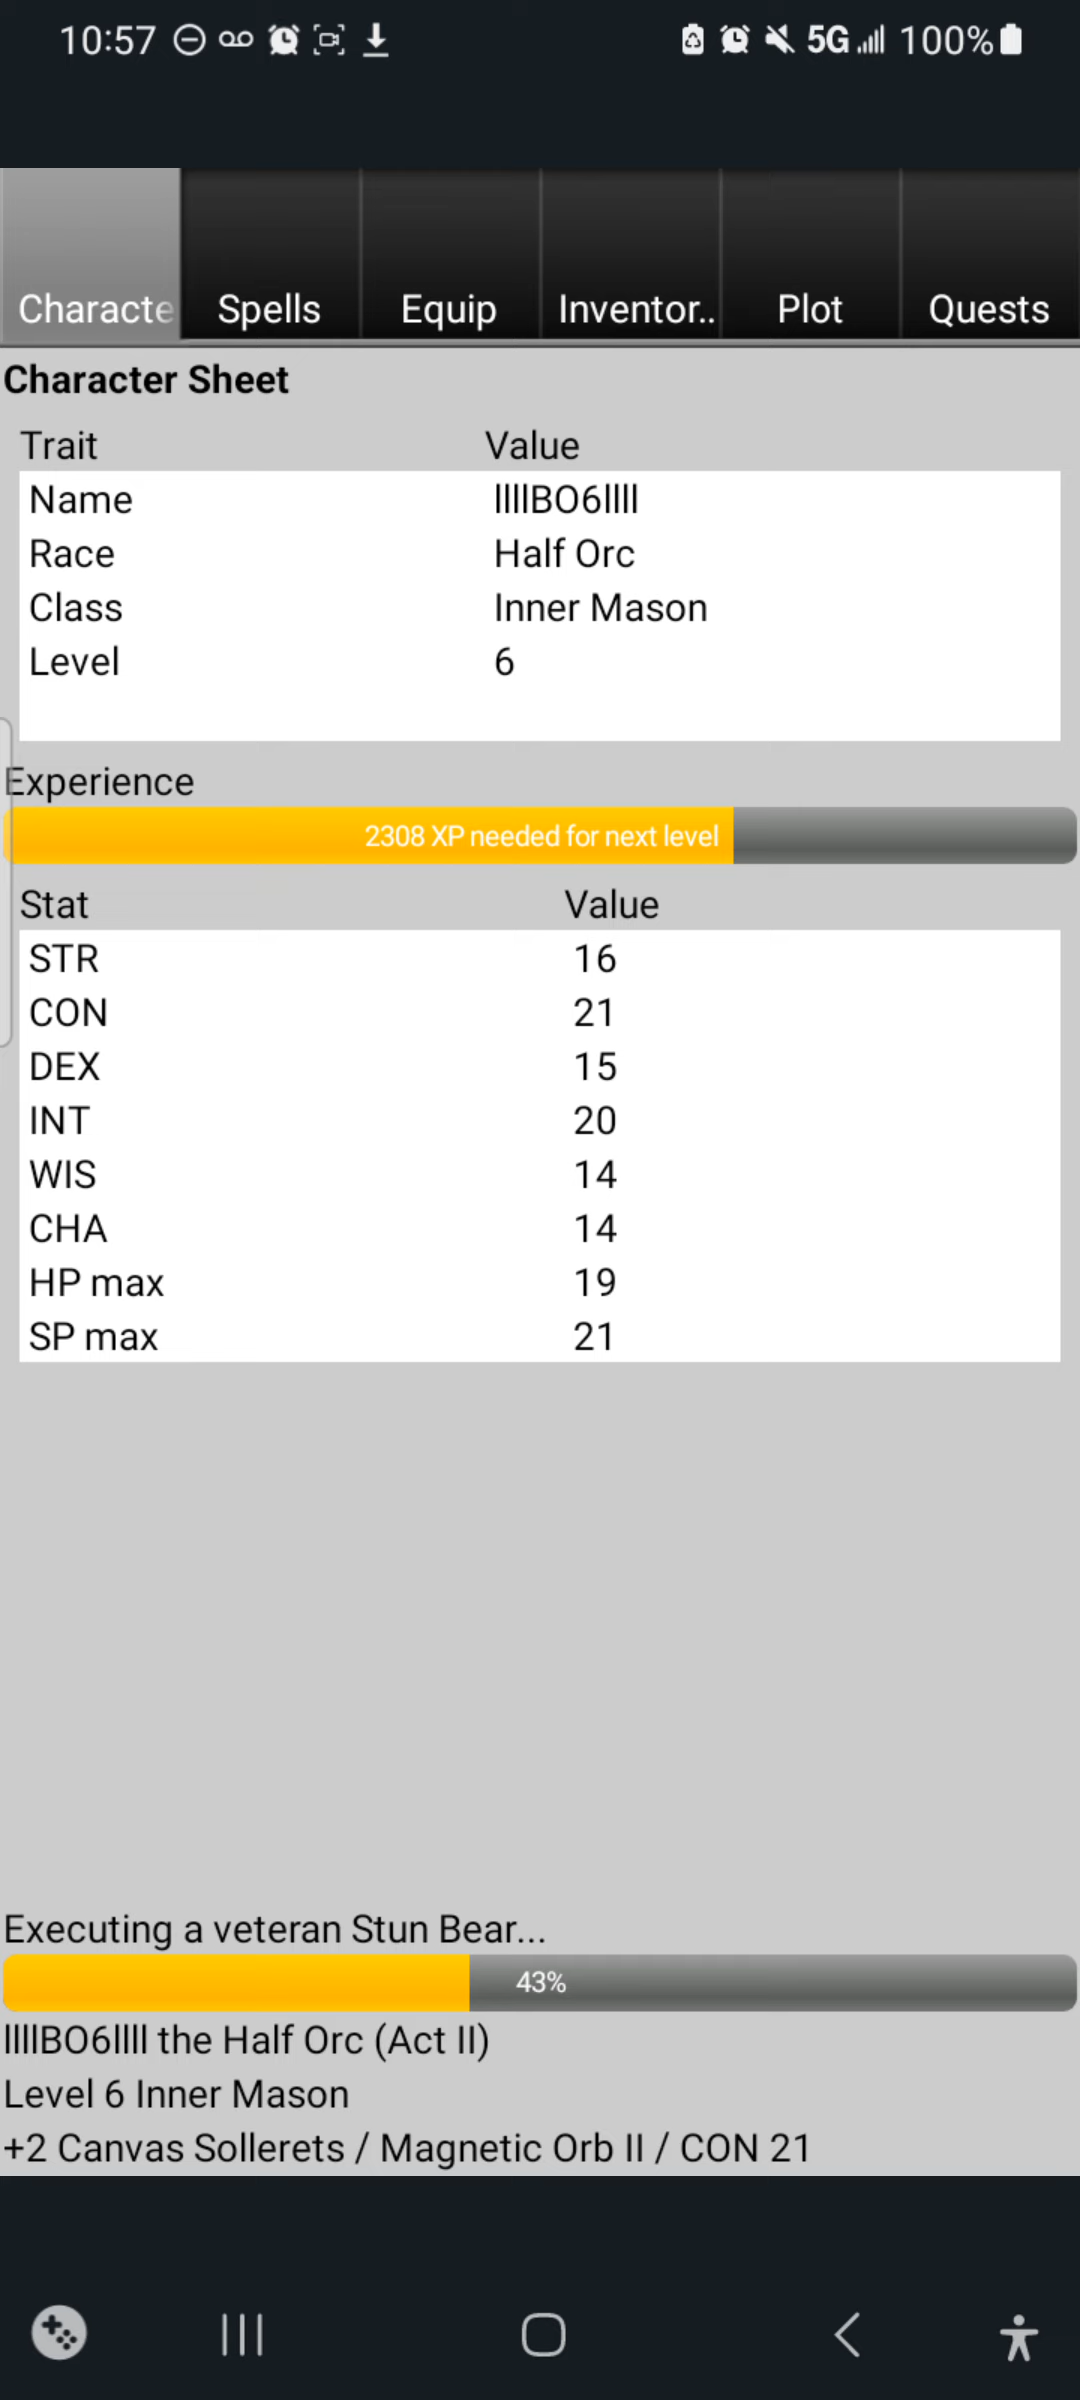 10:57 5G 100%
Characte Spells Equip Inventor.. Plot Quests
Character Sheet
Trait Value
Name llllBO6llll
Race Half Orc
Class Inner Mason
Level 6
Experience
2308 XP needed for next level
Stat Value
STR 16
CON 21
DEX 15
INT 20
WIS 14
CHA 14
HP max 19
SP max 21
Executing a veteran Stun Bear...
43%
llllBO6llll the Half Orc (Act II)
Level 6 Inner Mason
+2 Canvas Sollerets / Magnetic Orb II / CON 21